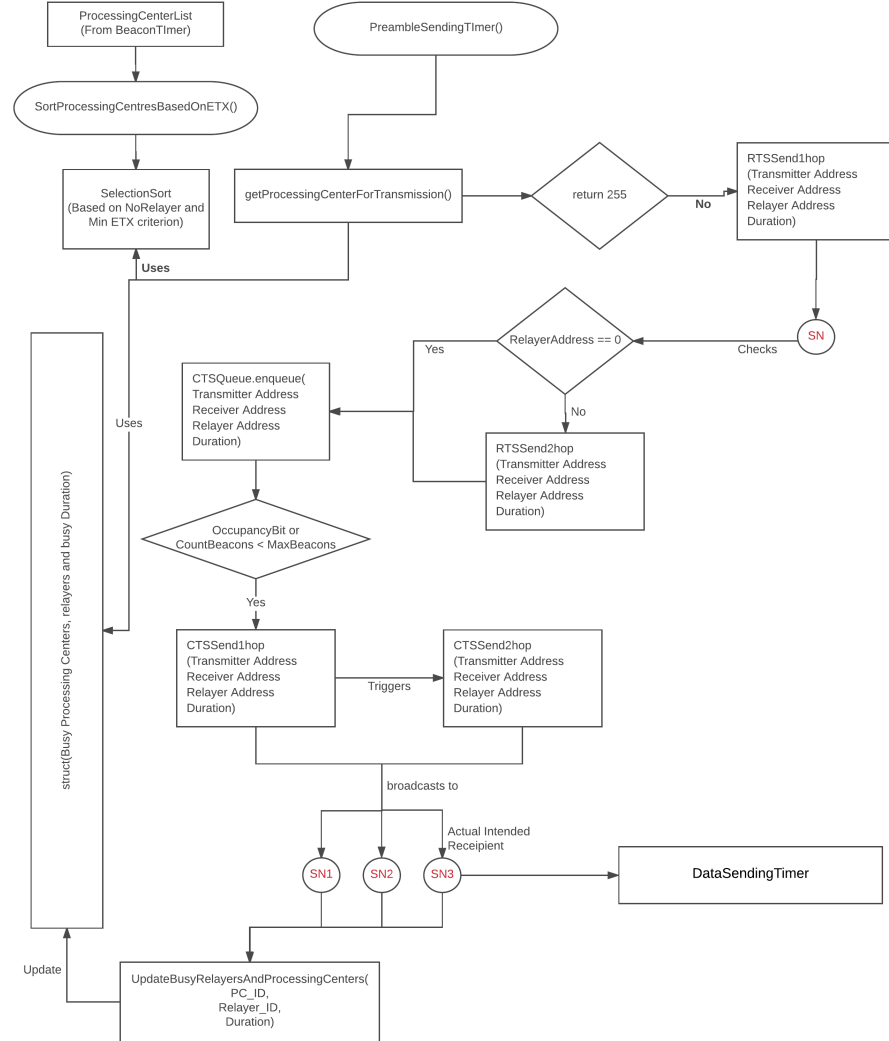 ProcessingCenterList
(From BeaconTImer)
PreambleSendingTImer()
SortProcessingCentresBasedOnETX()
SelectionSort
(Based on NoRelayer and
Min ETX criterion)
getProcessingCenterForTransmission()
return 255
No
RTSSend1hop
(Transmitter Address
Receiver Address
Relayer Address
Duration)
Uses
SN
Checks
RelayerAddress == 0
Yes
No
CTSQueue.enqueue(
Transmitter Address
Receiver Address
Relayer Address
Duration)
Uses
RTSSend2hop
(Transmitter Address
Receiver Address
Relayer Address
Duration)
struct(Busy Processing Centers, relayers and busy Duration)
OccupancyBit or
CountBeacons < MaxBeacons
Yes
CTSSend1hop
(Transmitter Address
Receiver Address
Relayer Address
Duration)
Triggers
CTSSend2hop
(Transmitter Address
Receiver Address
Relayer Address
Duration)
broadcasts to
Actual Intended
Receipient
SN1
SN2
SN3
DataSendingTimer
Update
UpdateBusyRelayersAndProcessingCenters(
PC_ID,
Relayer_ID,
Duration)